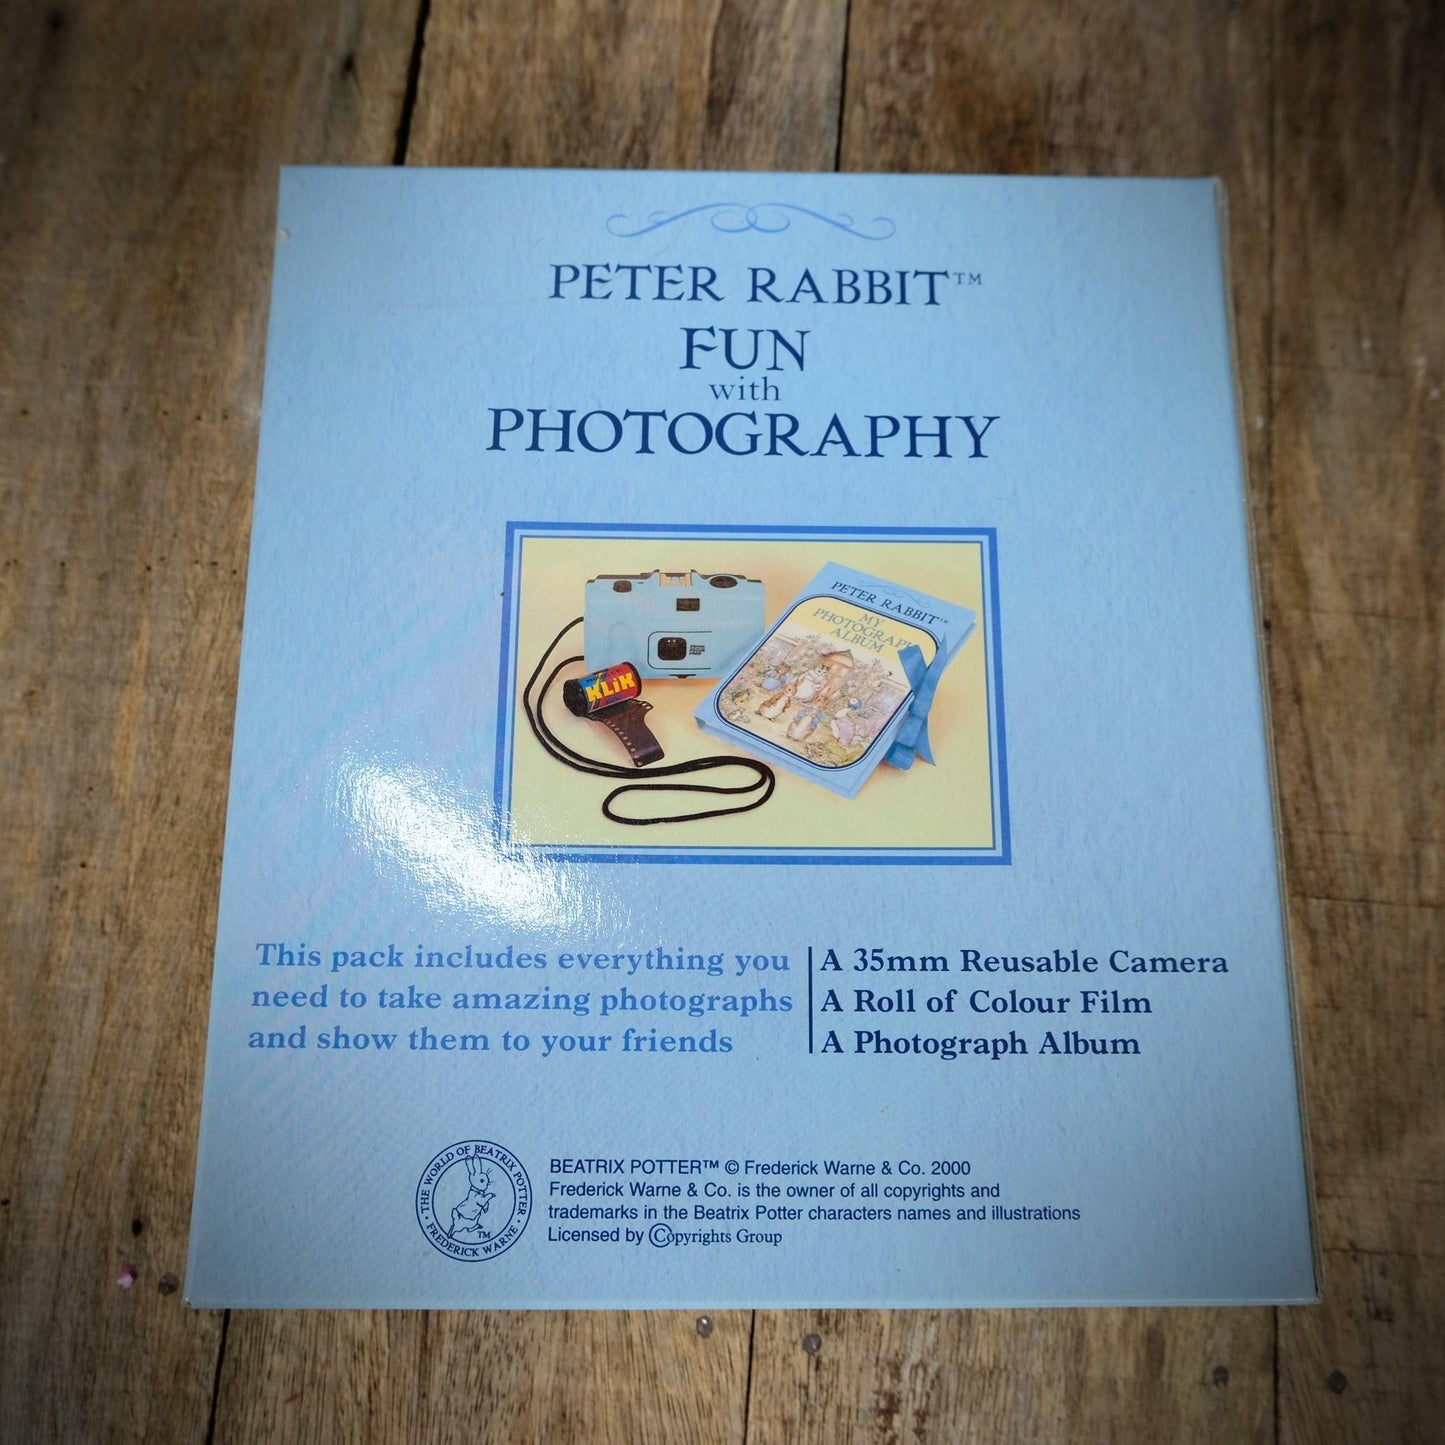 PETER RABBIT™
FUN
with
PHOTOGRAPHY
PETER RABBIT™
MY
PHOTOGRAPH
ALBUM
KLiK
This pack includes everything you
need to take amazing photographs
and show them to your friends
A 35mm Reusable Camera
A Roll of Colour Film
A Photograph Album
THE WORLD OF BEATRIX POTTER
FREDERICK WARNE
TM
BEATRIX POTTER™ © Frederick Warne & Co. 2000
Frederick Warne & Co. is the owner of all copyrights and
trademarks in the Beatrix Potter characters names and illustrations
Licensed by ©opyrights Group